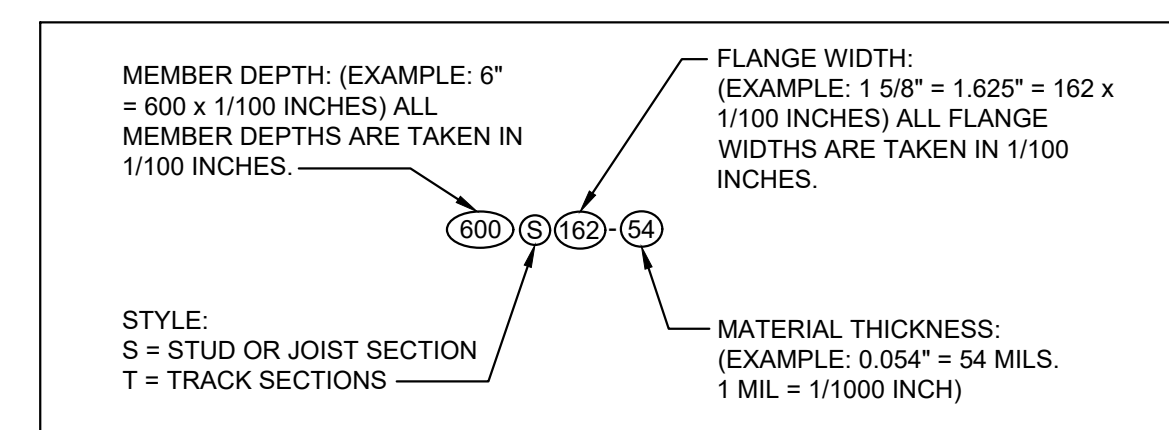 MEMBER DEPTH: (EXAMPLE: 6"
= 600 x 1/100 INCHES) ALL
MEMBER DEPTHS ARE TAKEN IN
1/100 INCHES.
FLANGE WIDTH:
(EXAMPLE: 1 5/8" = 1.625" = 162 x
1/100 INCHES) ALL FLANGE
WIDTHS ARE TAKEN IN 1/100
INCHES.
600 S 162 - 54
STYLE:
S = STUD OR JOIST SECTION
T = TRACK SECTIONS
MATERIAL THICKNESS:
(EXAMPLE: 0.054" = 54 MILS.
1 MIL = 1/1000 INCH)